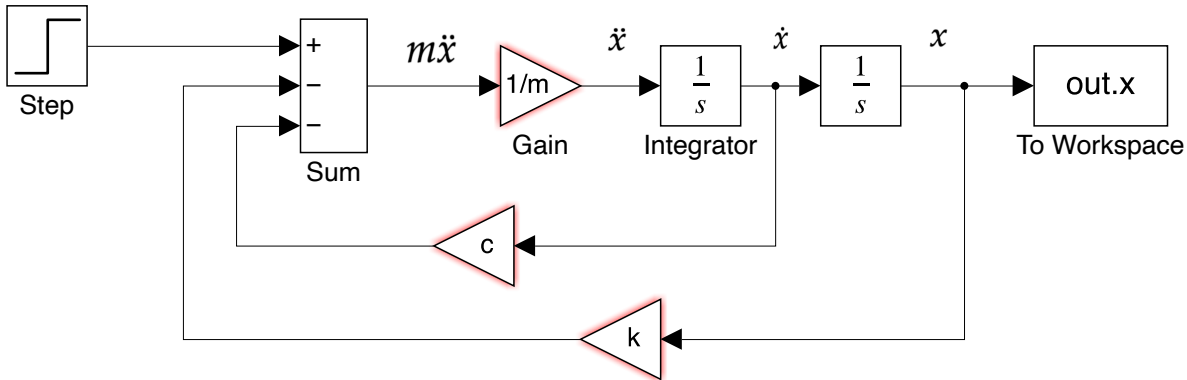 +
−
−
Step
Sum
mẍ
1/m
Gain
ẍ
1
s
Integrator
ẋ
1
s
x
out.x
To Workspace
c
k